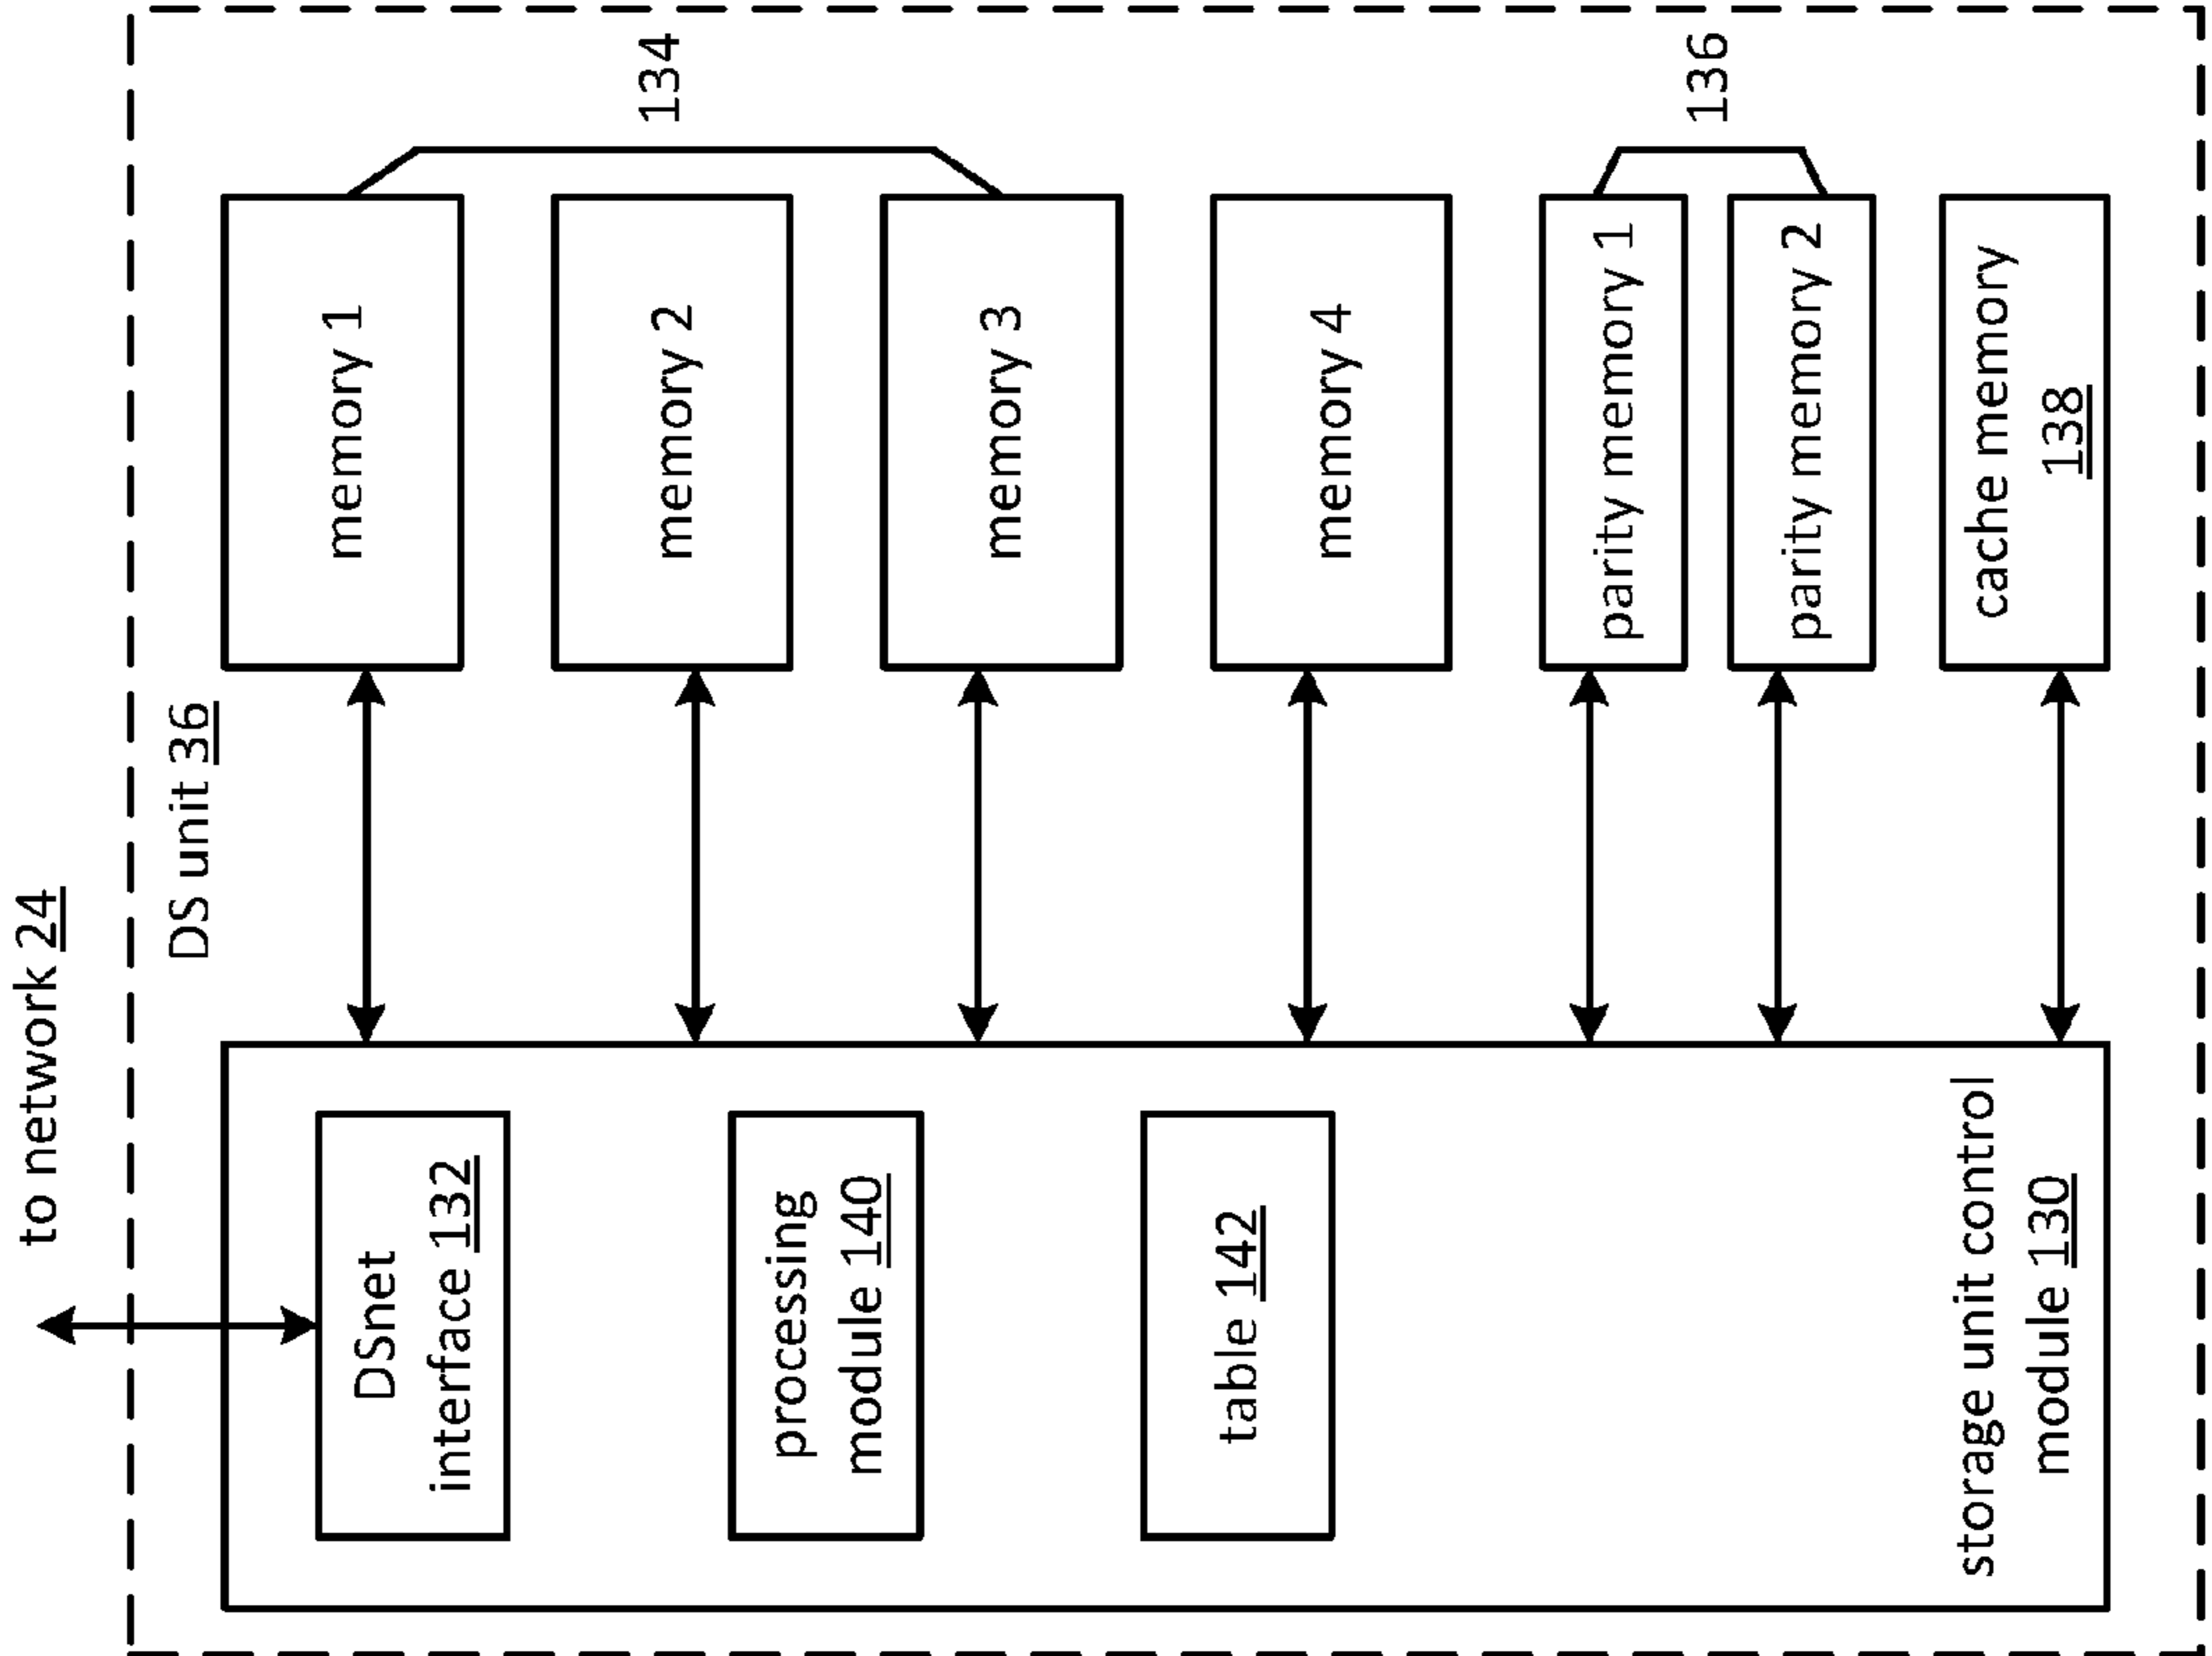 to network 24
DS unit 36
DSnet
interface 132
processing
module 140
table 142
storage unit control
module 130
memory 1
memory 2
memory 3
memory 4
parity memory 1
parity memory 2
cache memory
138
134
136